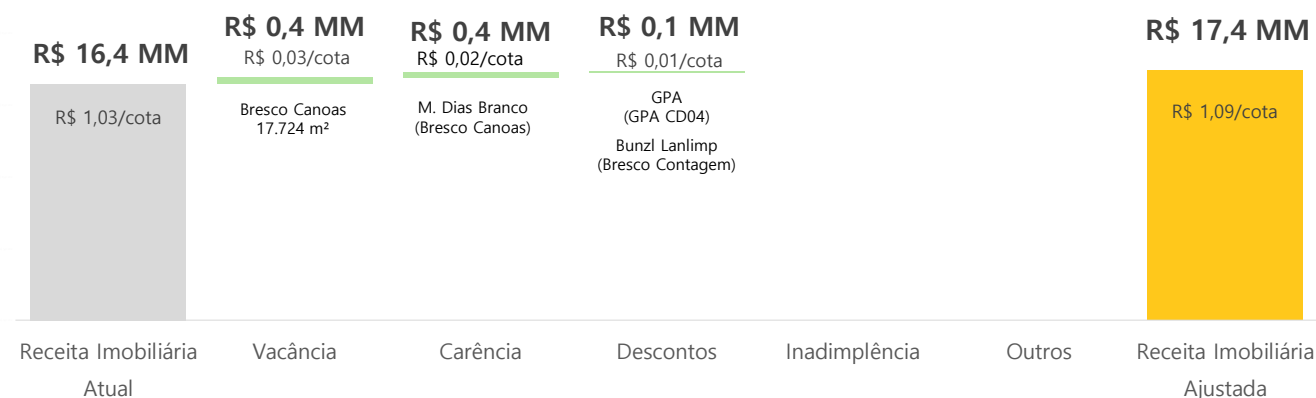 R$ 16,4 MM
R$ 1,03/cota
R$ 0,4 MM
R$ 0,03/cota
Bresco Canoas
17.724 m²
R$ 0,4 MM
R$ 0,02/cota
M. Dias Branco
(Bresco Canoas)
R$ 0,1 MM
R$ 0,01/cota
GPA
(GPA CD04)
Bunzl Lanlimp
(Bresco Contagem)
R$ 17,4 MM
R$ 1,09/cota
Receita Imobiliária
Atual
Vacância
Carência
Descontos
Inadimplência
Outros
Receita Imobiliária
Ajustada